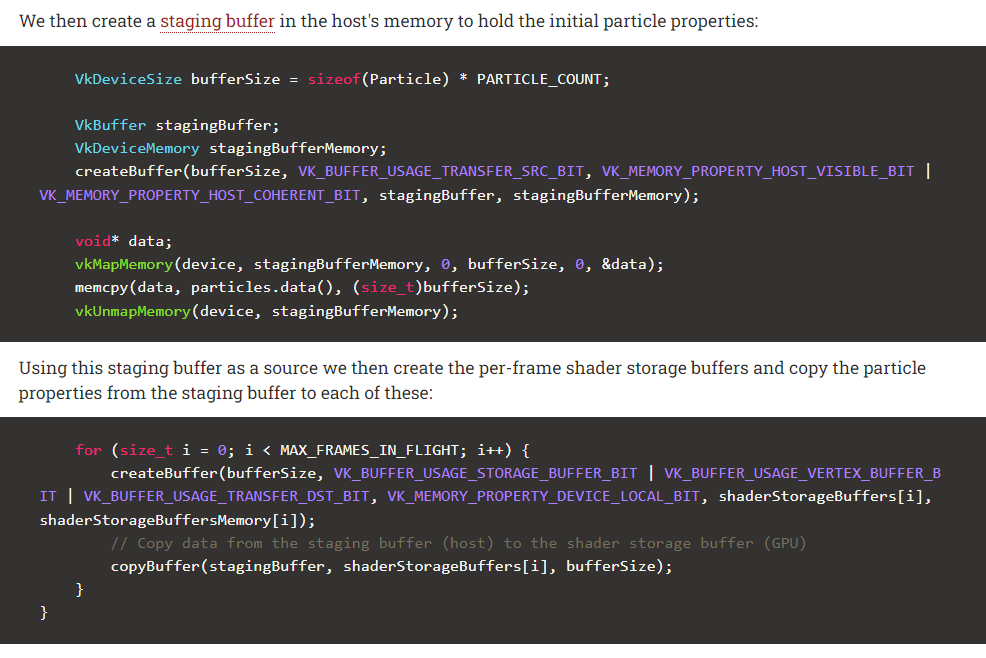 We then create a staging buffer in the host's memory to hold the initial particle properties:
VkDeviceSize bufferSize = sizeof(Particle) * PARTICLE_COUNT;
VkBuffer stagingBuffer;
VkDeviceMemory stagingBufferMemory;
createBuffer(bufferSize, VK_BUFFER_USAGE_TRANSFER_SRC_BIT, VK_MEMORY_PROPERTY_HOST_VISIBLE_BIT |
VK_MEMORY_PROPERTY_HOST_COHERENT_BIT, stagingBuffer, stagingBufferMemory);
void* data;
vkMapMemory(device, stagingBufferMemory, 0, bufferSize, 0, &data);
memcpy(data, particles.data(), (size_t)bufferSize);
vkUnmapMemory(device, stagingBufferMemory);
Using this staging buffer as a source we then create the per-frame shader storage buffers and copy the particle
properties from the staging buffer to each of these:
for (size_t i = 0; i < MAX_FRAMES_IN_FLIGHT; i++) {
createBuffer(bufferSize, VK_BUFFER_USAGE_STORAGE_BUFFER_BIT | VK_BUFFER_USAGE_VERTEX_BUFFER_B
IT | VK_BUFFER_USAGE_TRANSFER_DST_BIT, VK_MEMORY_PROPERTY_DEVICE_LOCAL_BIT, shaderStorageBuffers[i],
shaderStorageBuffersMemory[i]);
// Copy data from the staging buffer (host) to the shader storage buffer (GPU)
copyBuffer(stagingBuffer, shaderStorageBuffers[i], bufferSize);
}
}